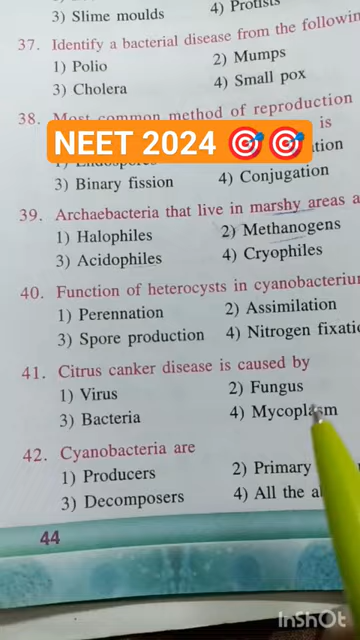 3) Slime moulds 4) Protists
37. Identify a bacterial disease from the
1) Polio 2) Mumps
3) Cholera 4) Small pox
38. Most common method of reproduction
is
NEET 2024 🎯🎯
3) Binary fission 4) Conjugation
39. Archaebacteria that live in marshy areas
1) Halophiles 2) Methanogens
3) Acidophiles 4) Cryophiles
40. Function of heterocysts in
1) Perennation 2) Assimilation
3) Spore production 4) Nitrogen
41. Citrus canker disease is caused by
1) Virus 2) Fungus
3) Bacteria 4) Mycoplasm
42. Cyanobacteria are
1) Producers 2) Primary
3) Decomposers 4) All the
44
InShOt